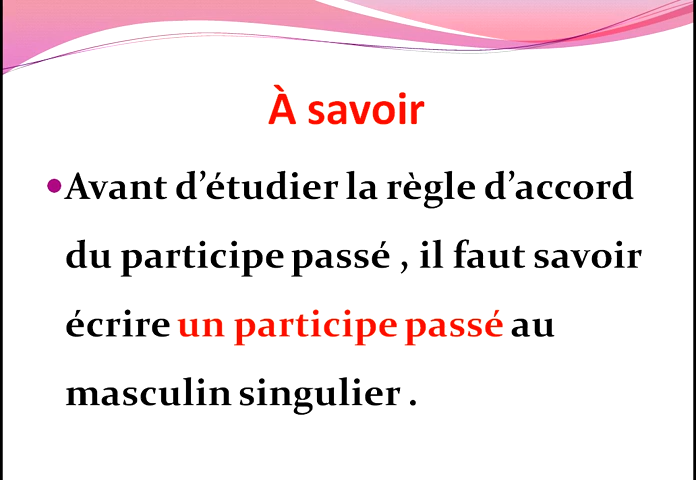 À savoir
•Avant d’étudier la règle d’accord
du participe passé , il faut savoir
écrire un participe passé au
masculin singulier .